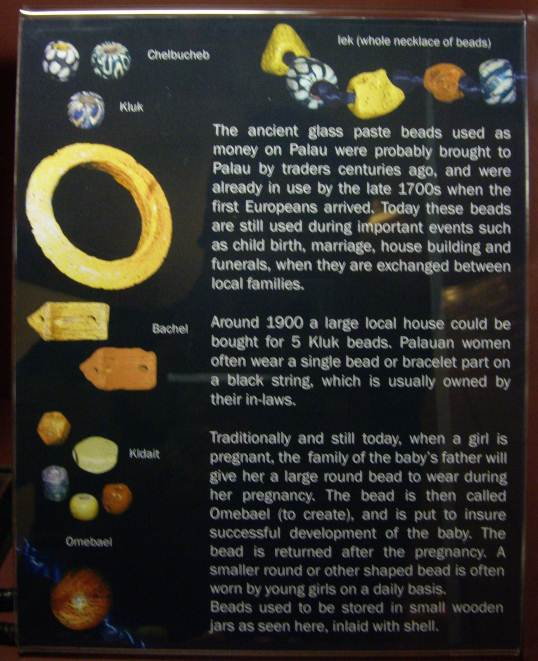 Chelbucheb
Iek (whole necklace of beads)
Kluk
The ancient glass paste beads used as
money on Palau were probably brought to
Palau by traders centuries ago, and were
already in use by the late 1700s when the
first Europeans arrived. Today these beads
are still used during important events such
as child birth, marriage, house building and
funerals, when they are exchanged between
local families.
Bachel
Around 1900 a large local house could be
bought for 5 Kluk beads. Palauan women
often wear a single bead or bracelet part on
a black string, which is usually owned by
their in-laws.
Kldait
Omebael
Traditionally and still today, when a girl is
pregnant, the family of the baby's father will
give her a large round bead to wear during
her pregnancy. The bead is then called
Omebael (to create), and is put to insure
successful development of the baby. The
bead is returned after the pregnancy. A
smaller round or other shaped bead is often
worn by young girls on a daily basis.
Beads used to be stored in small wooden
jars as seen here, inlaid with shell.